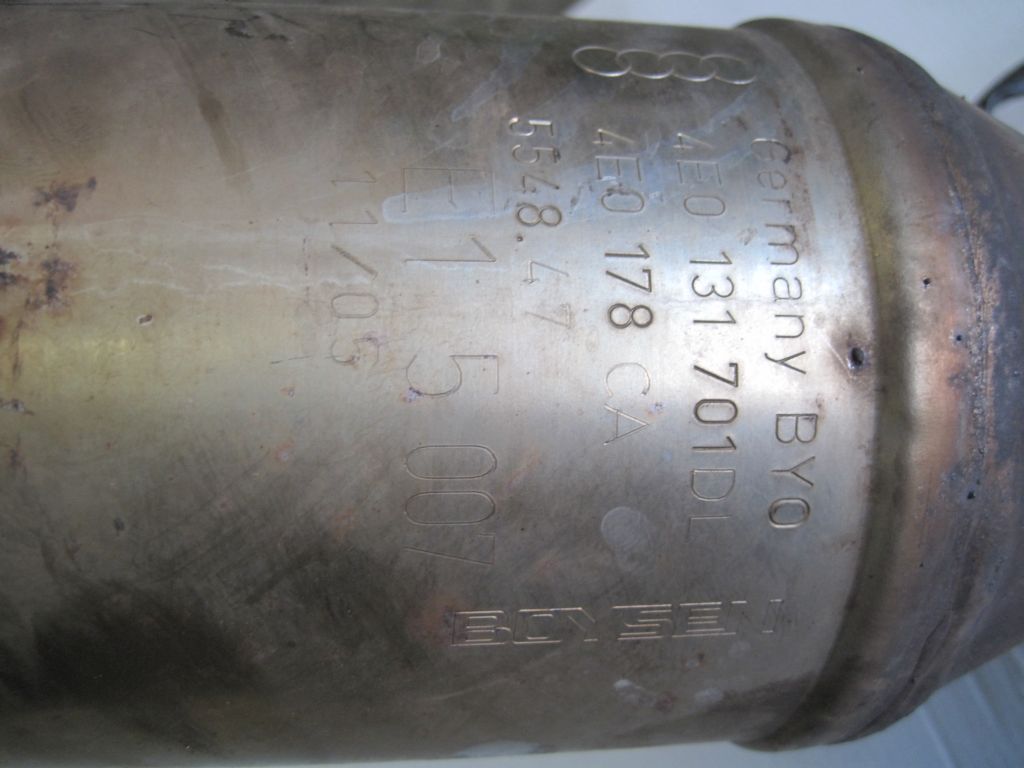 Germany BYO
4E0 131 701DL
4E0 178 CA
5548.47
E1 5 007
11/05
BOYSEN